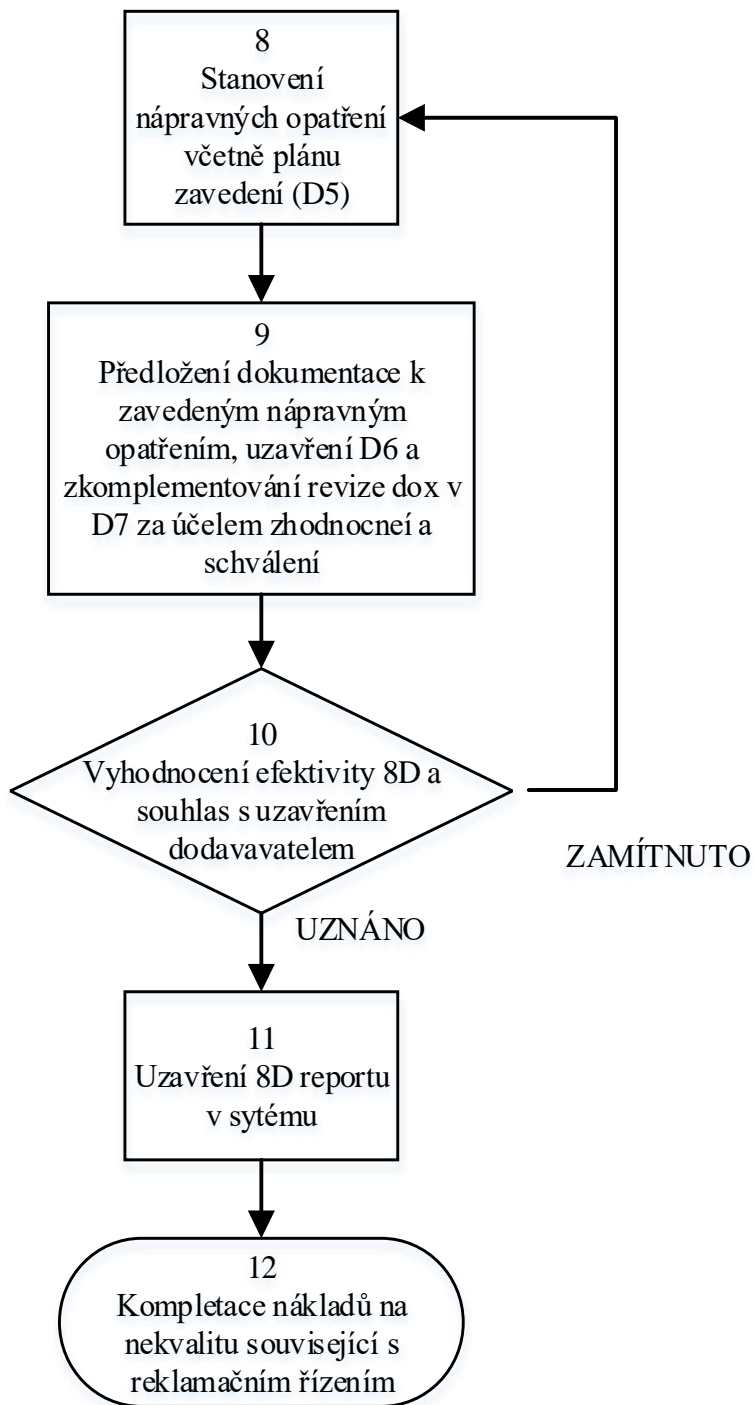 8
Stanovení
nápravných opatření
včetně plánu
zavedení (D5)
9
Předložení dokumentace k
zavedeným nápravným
opatřením, uzavření D6 a
zkomplementování revize dox v
D7 za účelem zhodnocneí a
schválení
10
Vyhodnocení efektivity 8D a
souhlas s uzavřením
dodavavatelem
ZAMÍTNUTO
UZNÁNO
11
Uzavření 8D reportu
v sytému
12
Kompletace nákladů na
nekvalitu související s
reklamačním řízením